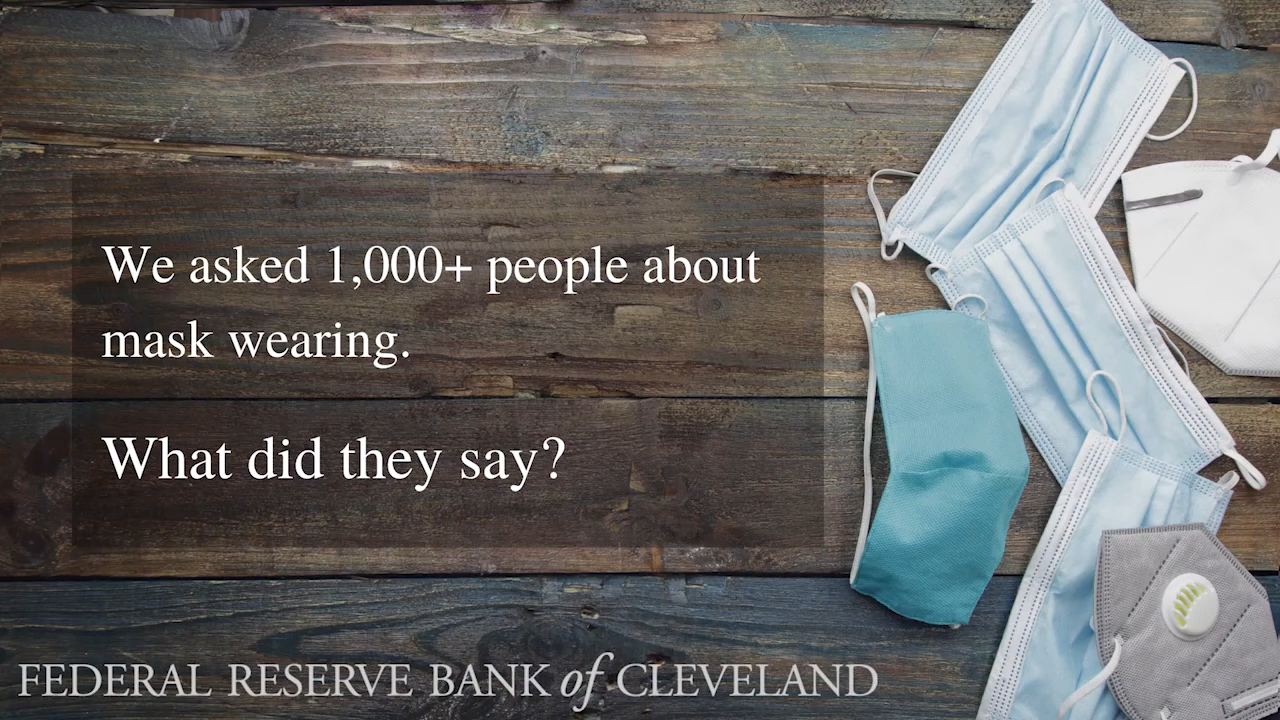 We asked 1,000+ people about
mask wearing.
What did they say?
FEDERAL RESERVE BANK of CLEVELAND